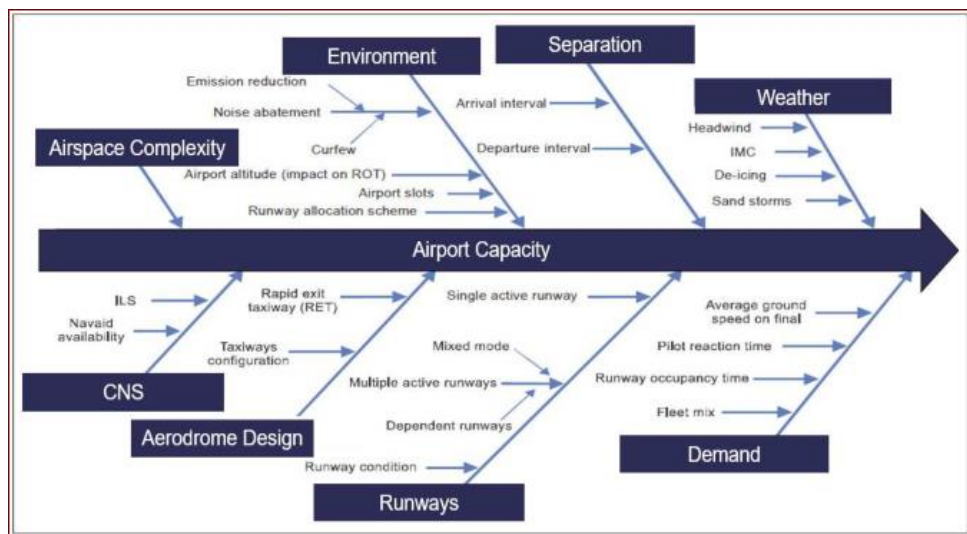 Environment
Emission reduction
Noise abatement
Curfew
Airport altitude (impact on ROT)
Airport slots
Runway allocation scheme
Separation
Arrival interval
Departure interval
Weather
Headwind
IMC
De-icing
Sand storms
Airspace Complexity
Airport Capacity
ILS
Navaid
availability
CNS
Rapid exit
taxiway (RET)
Taxiways
configuration
Aerodrome Design
Single active runway
Mixed mode
Multiple active runways
Dependent runways
Runway condition
Runways
Average ground
speed on final
Pilot reaction time
Runway occupancy time
Fleet mix
Demand